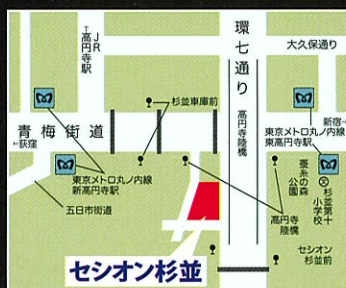 ↑高円寺駅
JR
環七通り
大久保通り
高円寺陸橋
杉並車庫前
新宿→
青梅街道
←荻窪
東京メトロ丸ノ内線
東高円寺駅
東京メトロ丸ノ内線
新高円寺駅
蚕糸の森
公園
杉並第十
小学校
文
五日市街道
高円寺
陸橋
セシオン
杉並前
セシオン杉並